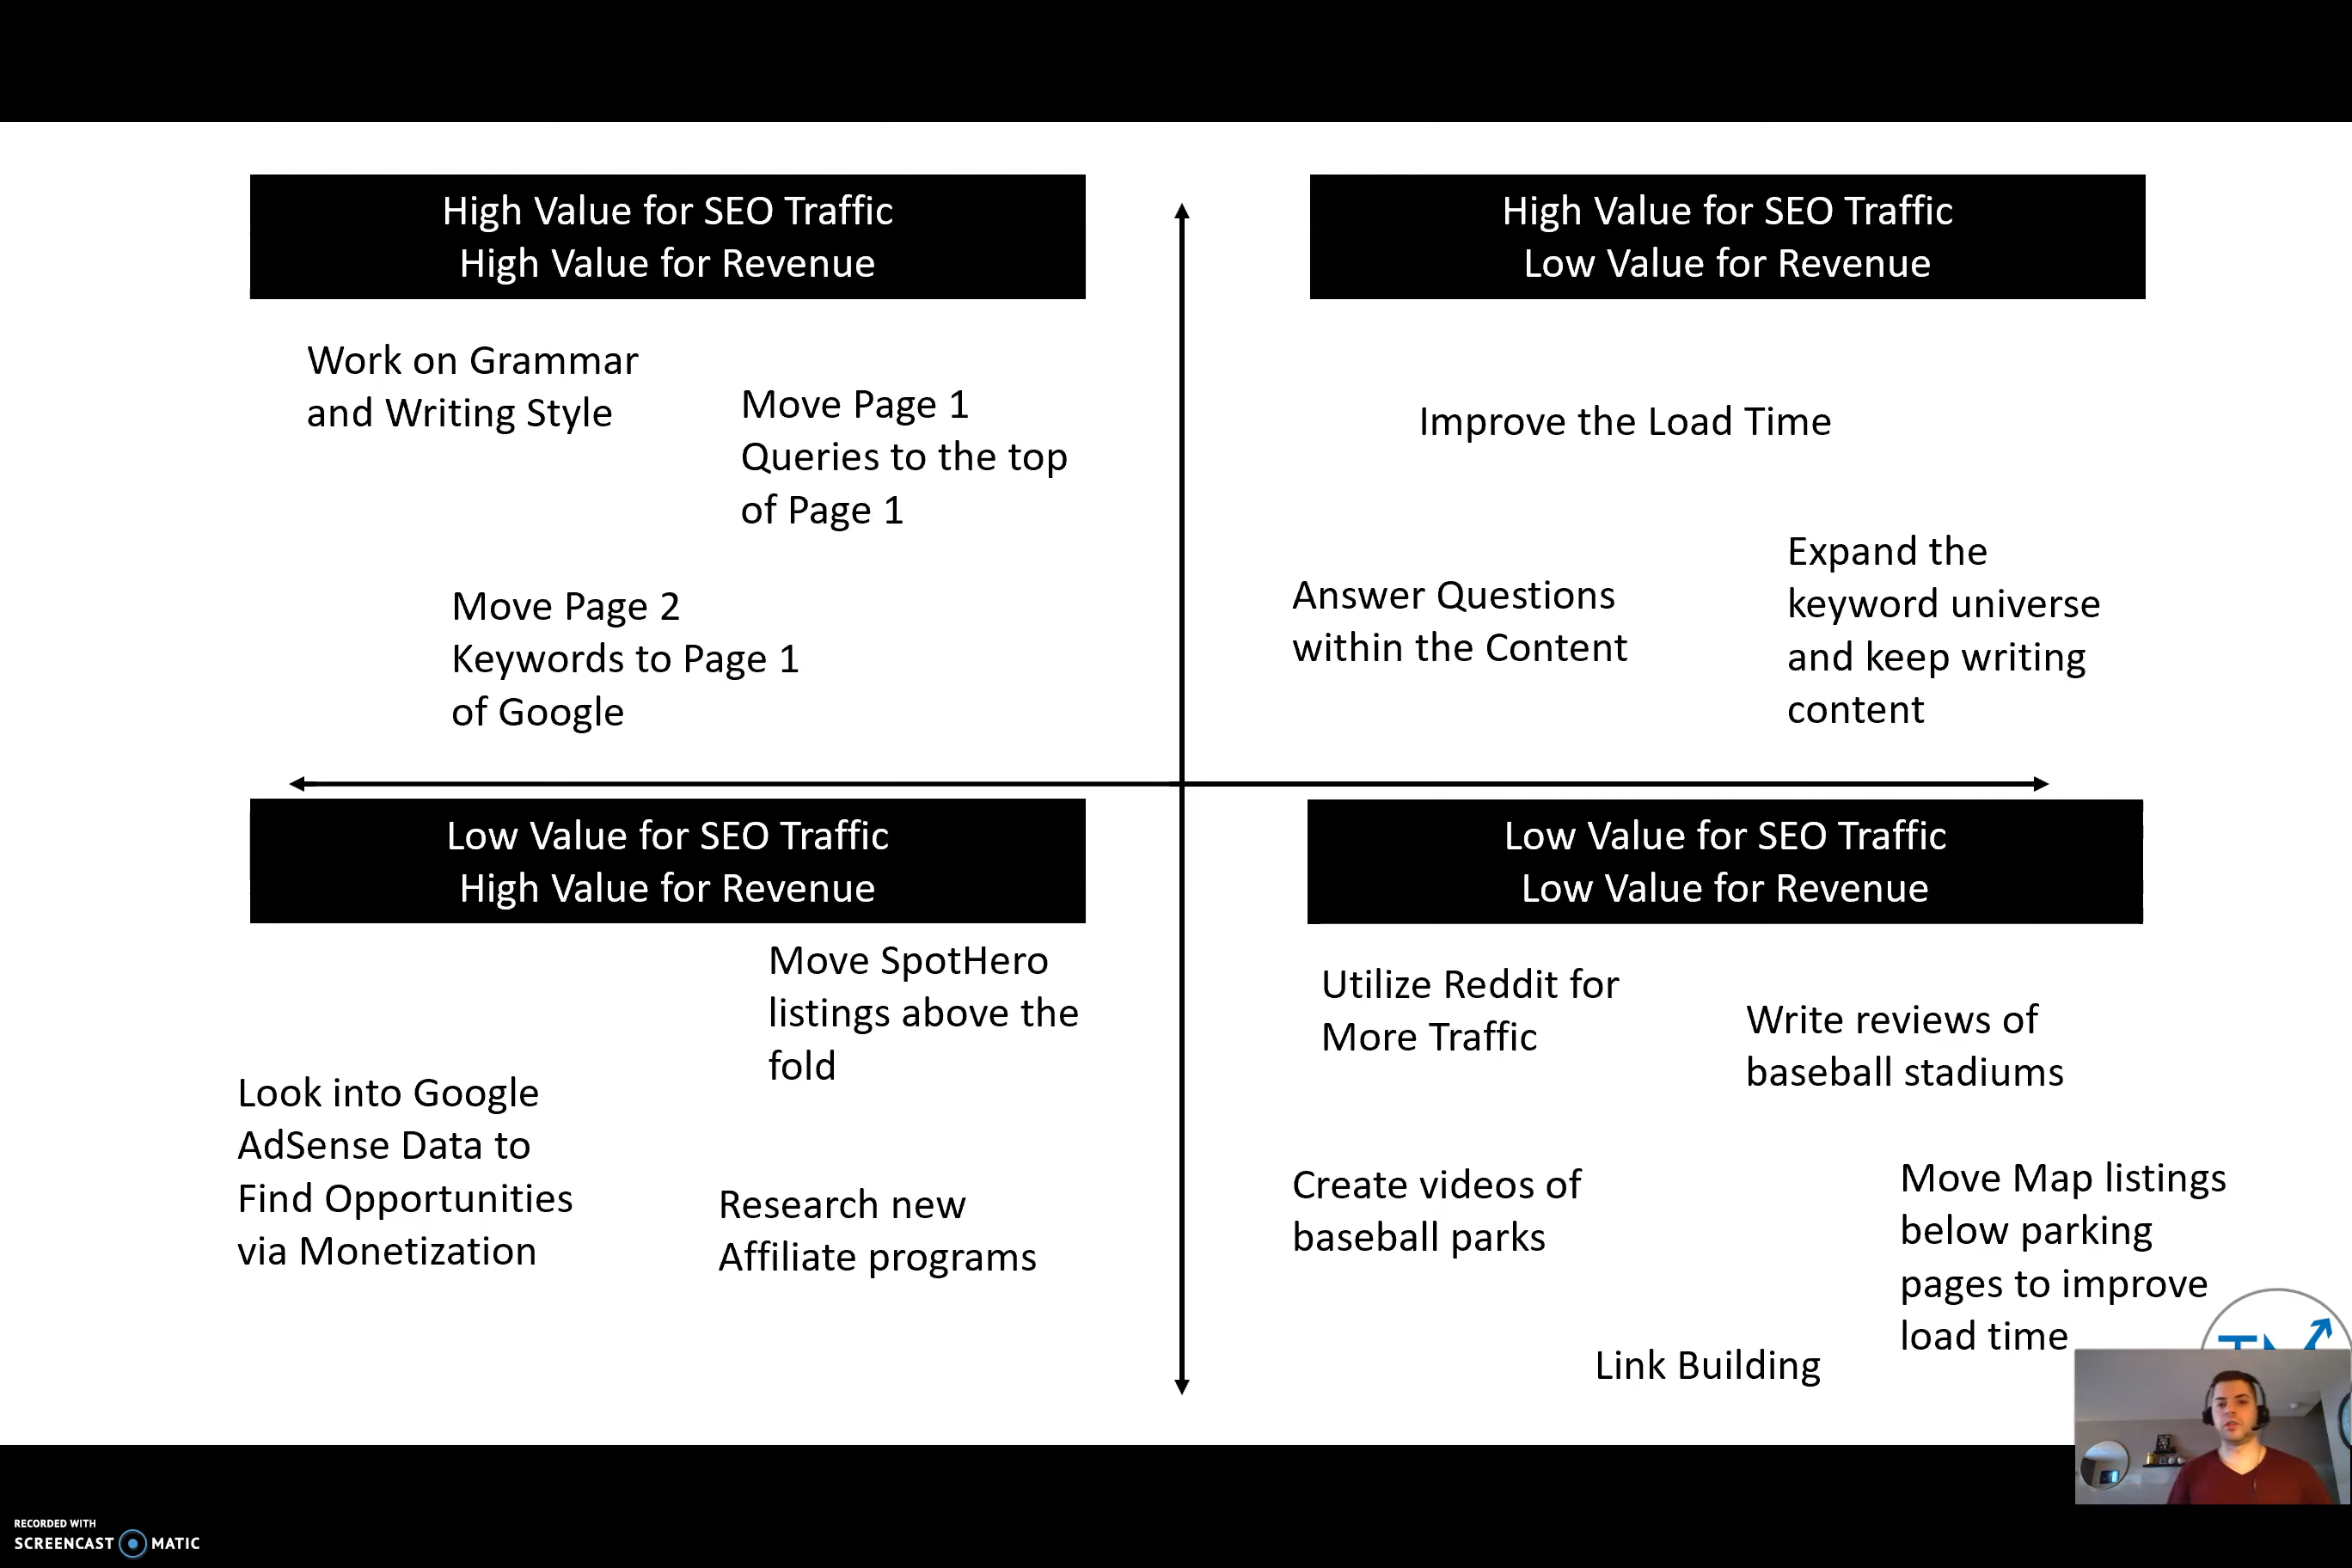 High Value for SEO Traffic
High Value for Revenue
High Value for SEO Traffic
Low Value for Revenue
Work on Grammar
and Writing Style
Move Page 1
Queries to the top
of Page 1
Move Page 2
Keywords to Page 1
of Google
Improve the Load Time
Answer Questions
within the Content
Expand the
keyword universe
and keep writing
content
Low Value for SEO Traffic
High Value for Revenue
Low Value for SEO Traffic
Low Value for Revenue
Move SpotHero
listings above the
fold
Look into Google
AdSense Data to
Find Opportunities
via Monetization
Research new
Affiliate programs
Utilize Reddit for
More Traffic
Write reviews of
baseball stadiums
Create videos of
baseball parks
Move Map listings
below parking
pages to improve
load time
Link Building
RECORDED WITH
SCREENCAST MATIC